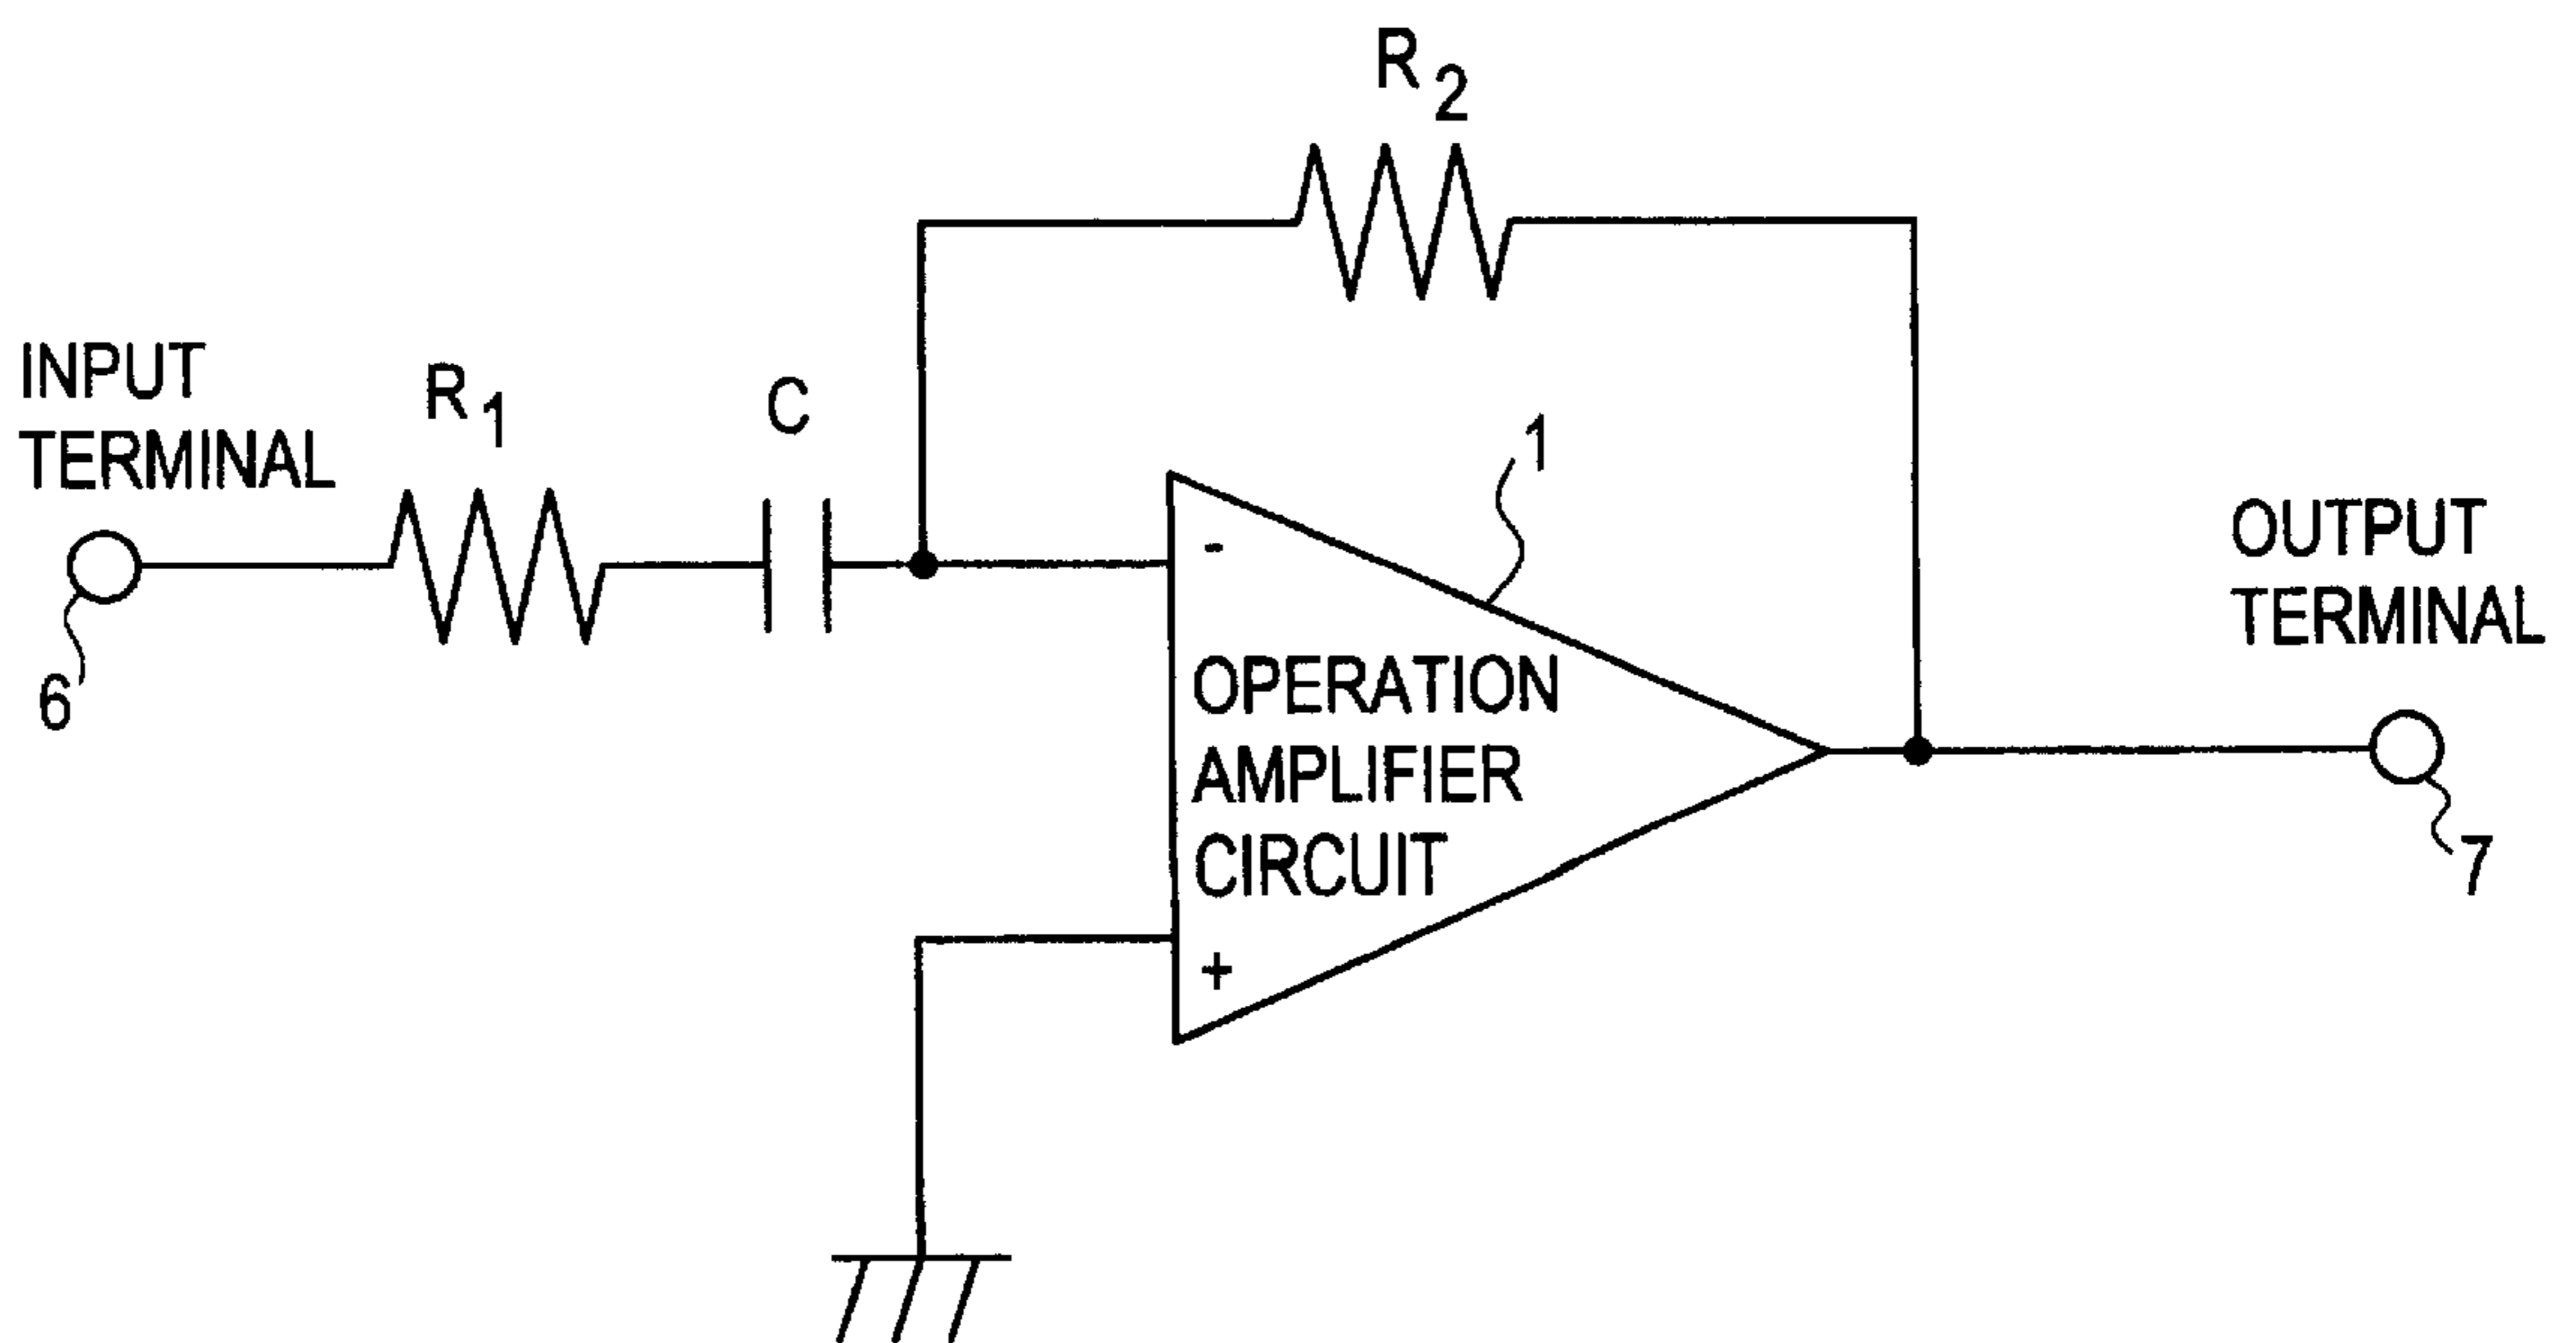 R2
INPUT
TERMINAL
R1
C
1
-
OPERATION
AMPLIFIER
CIRCUIT
+
OUTPUT
TERMINAL
6
7